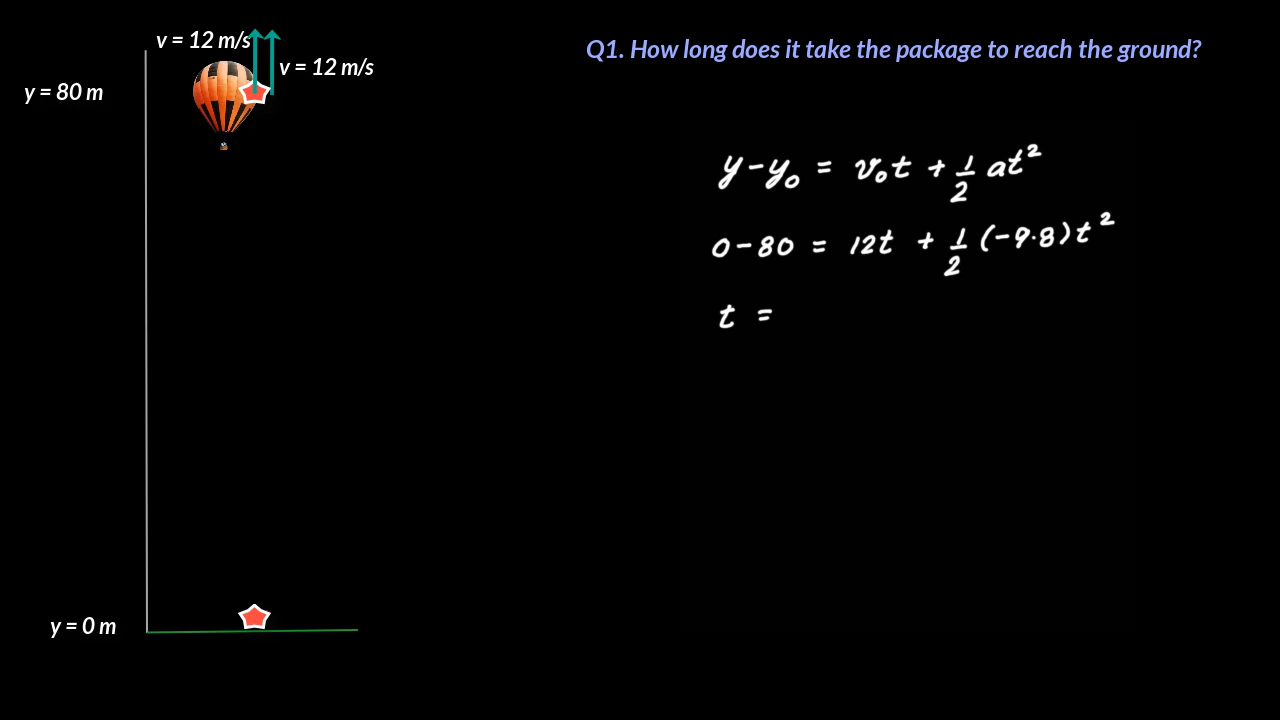 v = 12 m/s
v = 12 m/s
y = 80 m
y = 0 m
Q1. How long does it take the package to reach the ground?
y - y₀ = v₀t + 1/2 at²
0 - 80 = 12t + 1/2 (-9.8)t²
t =